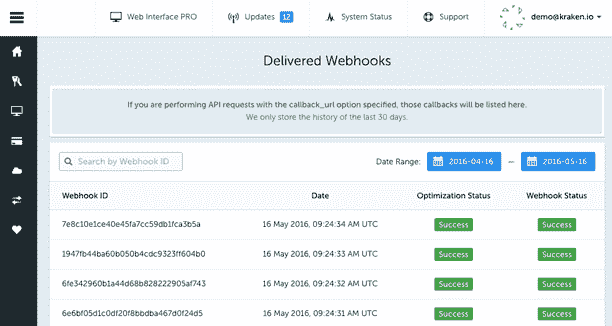 Web Interface PRO Updates 12 System Status Support demo@kraken.io
Delivered Webhooks
If you are performing API requests with the callback_url option specified, those callbacks will be listed here.
We only store the history of the last 30 days.
Search by Webhook ID Date Range: 2016-04-16 — 2016-05-16
Webhook ID Date Optimization Status Webhook Status
7e8c10e1ce40e45fa7cc59db1fca3b5a 16 May 2016, 09:24:34 AM UTC Success Success
1947fb44ba60b050b4cdc9323ff604b0 16 May 2016, 09:24:33 AM UTC Success Success
6fe342960b1a44d68b828222905af743 16 May 2016, 09:24:32 AM UTC Success Success
6e6bf05d1c0df20f8bbdba467d0f24d5 16 May 2016, 09:24:31 AM UTC Success Success